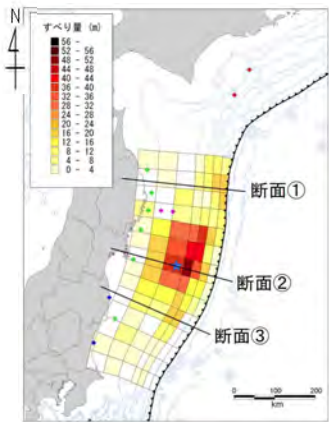 N
すべり量 (m)
56 -
52 - 56
48 - 52
44 - 48
40 - 44
36 - 40
32 - 36
28 - 32
24 - 28
20 - 24
16 - 20
12 - 16
8 - 12
4 - 8
0 - 4
断面①
断面②
断面③
0 100 200
km